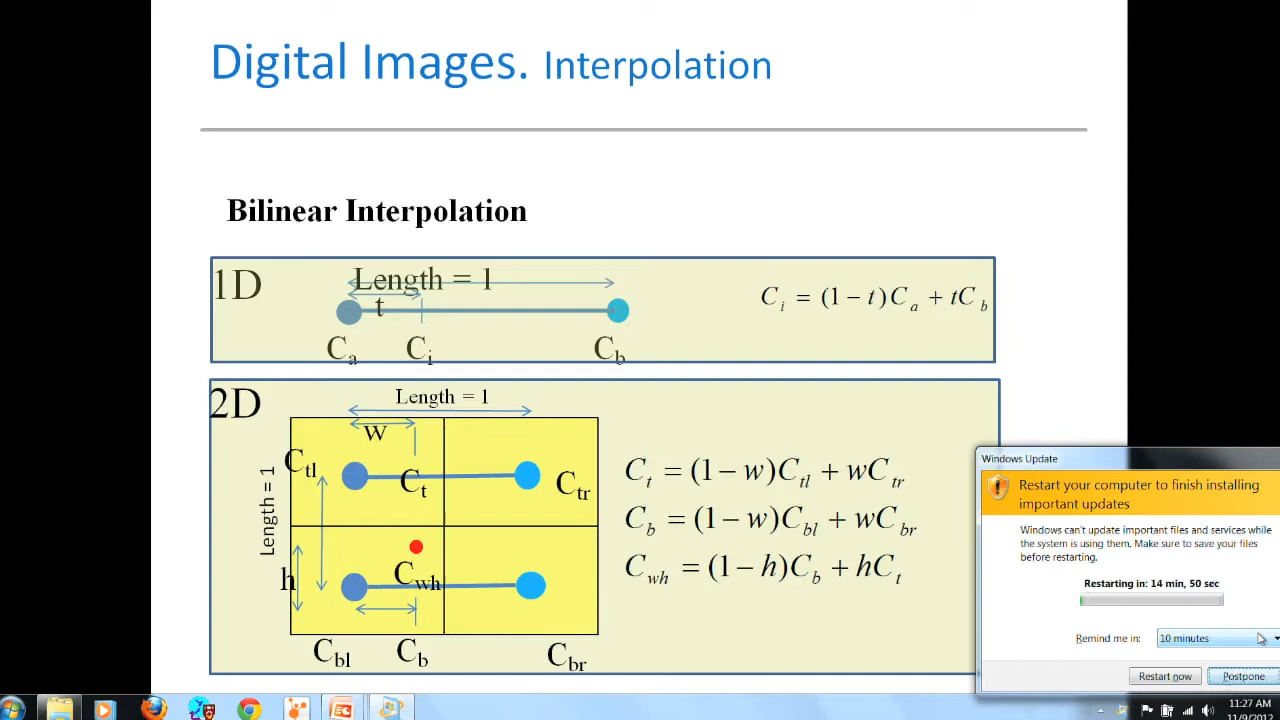 Digital Images. Interpolation
Bilinear Interpolation
1D
Length = 1
t
C_i = (1 − t)C_a + tC_b
C_a C_i C_b
2D
Length = 1
w
C_tl
C_t
C_tr
Length = 1
h
C_wh
C_bl C_b C_br
C_t = (1 − w)C_tl + wC_tr
C_b = (1 − w)C_bl + wC_br
C_wh = (1 − h)C_b + hC_t
Windows Update
Restart your computer to finish installing
important updates
Windows can't update important files and services while
the system is using them. Make sure to save your files
before restarting.
Restarting in: 14 min, 50 sec
Remind me in: 10 minutes
Restart now Postpone
11:27 AM
11/9/2012